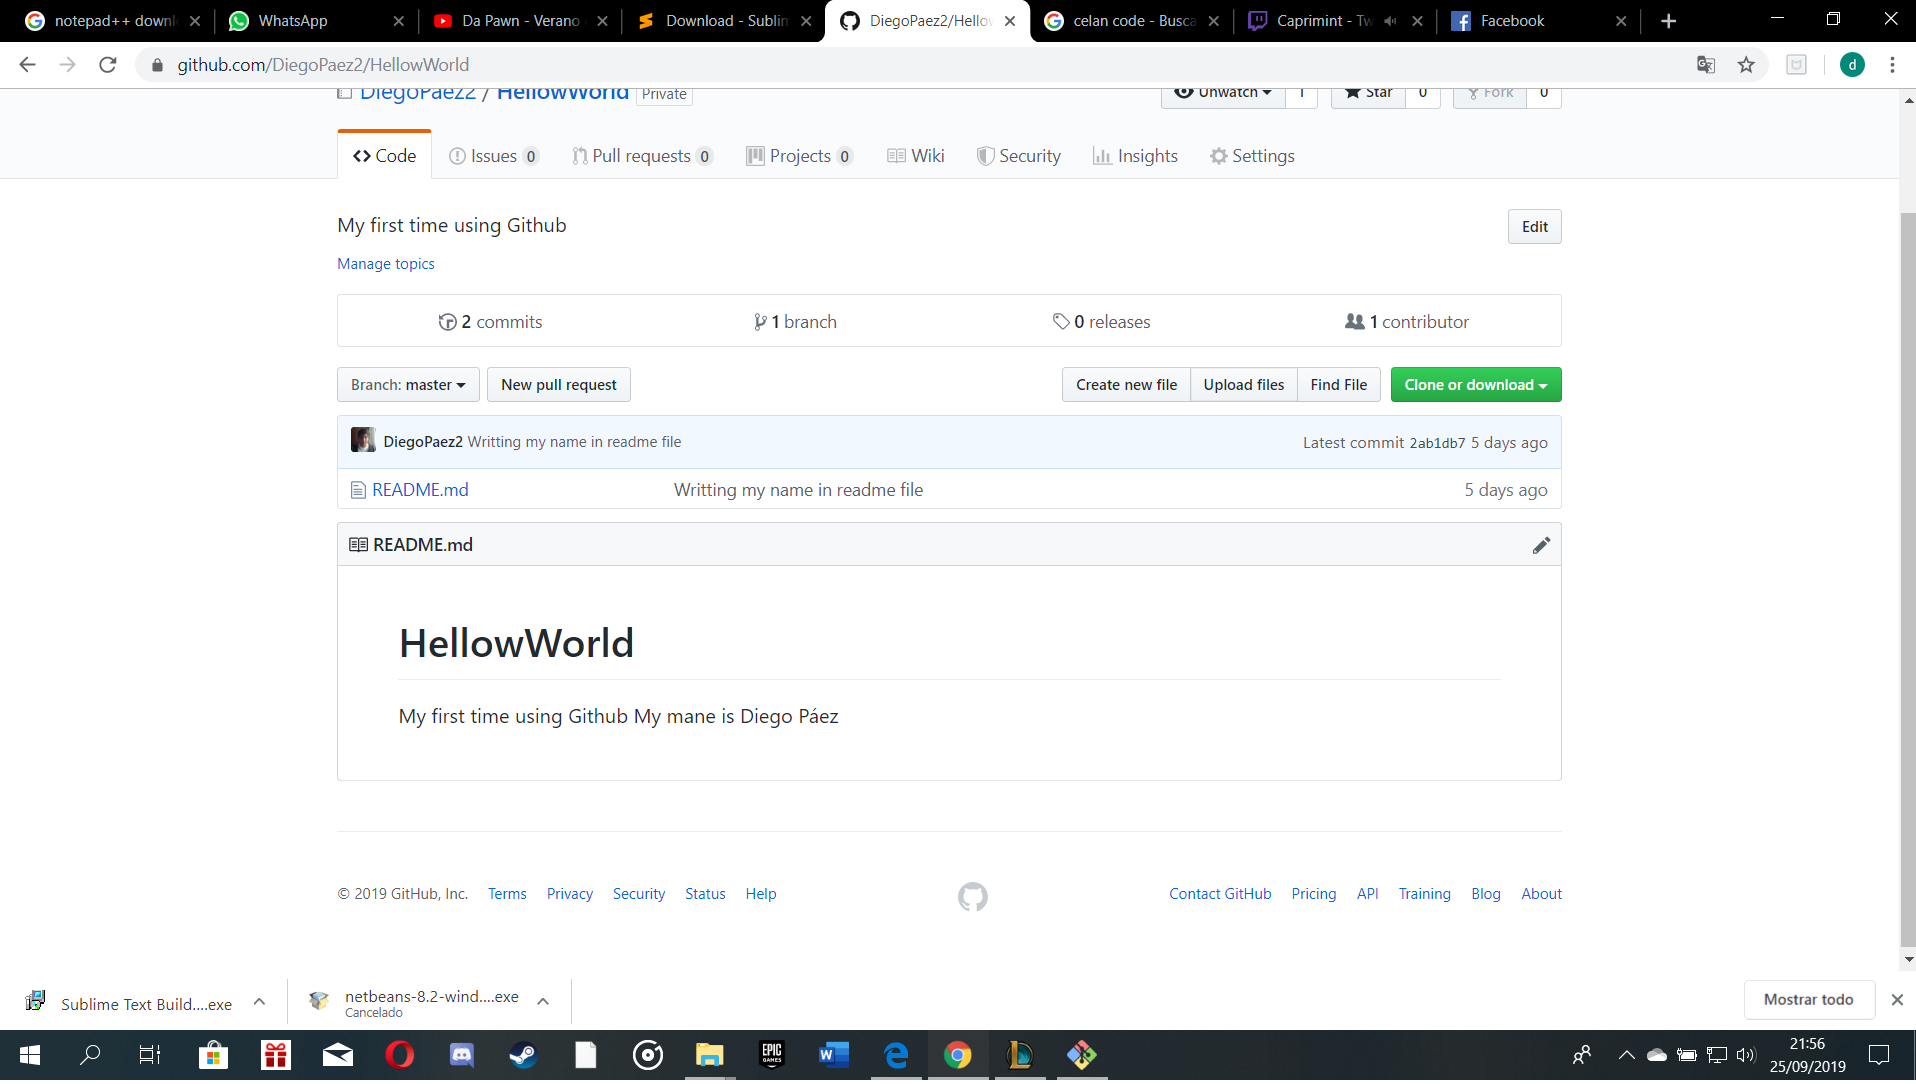 notepad++ downl
WhatsApp
Da Pawn - Verano
Download - Sublim
DiegoPaez2/Hellow
celan code - Busca
Caprimint - Tw
Facebook
github.com/DiegoPaez2/HellowWorld
d
DiegoPaez2 / HellowWorld Private
Unwatch 1
Star 0
Fork 0
Code
Issues 0
Pull requests 0
Projects 0
Wiki
Security
Insights
Settings
My first time using Github
Edit
Manage topics
2 commits
1 branch
0 releases
1 contributor
Branch: master
New pull request
Create new file
Upload files
Find File
Clone or download
DiegoPaez2 Writting my name in readme file
Latest commit 2ab1db7 5 days ago
README.md
Writting my name in readme file
5 days ago
README.md
HellowWorld
My first time using Github My mane is Diego Páez
© 2019 GitHub, Inc.
Terms
Privacy
Security
Status
Help
Contact GitHub
Pricing
API
Training
Blog
About
Sublime Text Build....exe
netbeans-8.2-wind....exe
Cancelado
Mostrar todo
EPIC
GAMES
W
21:56
25/09/2019